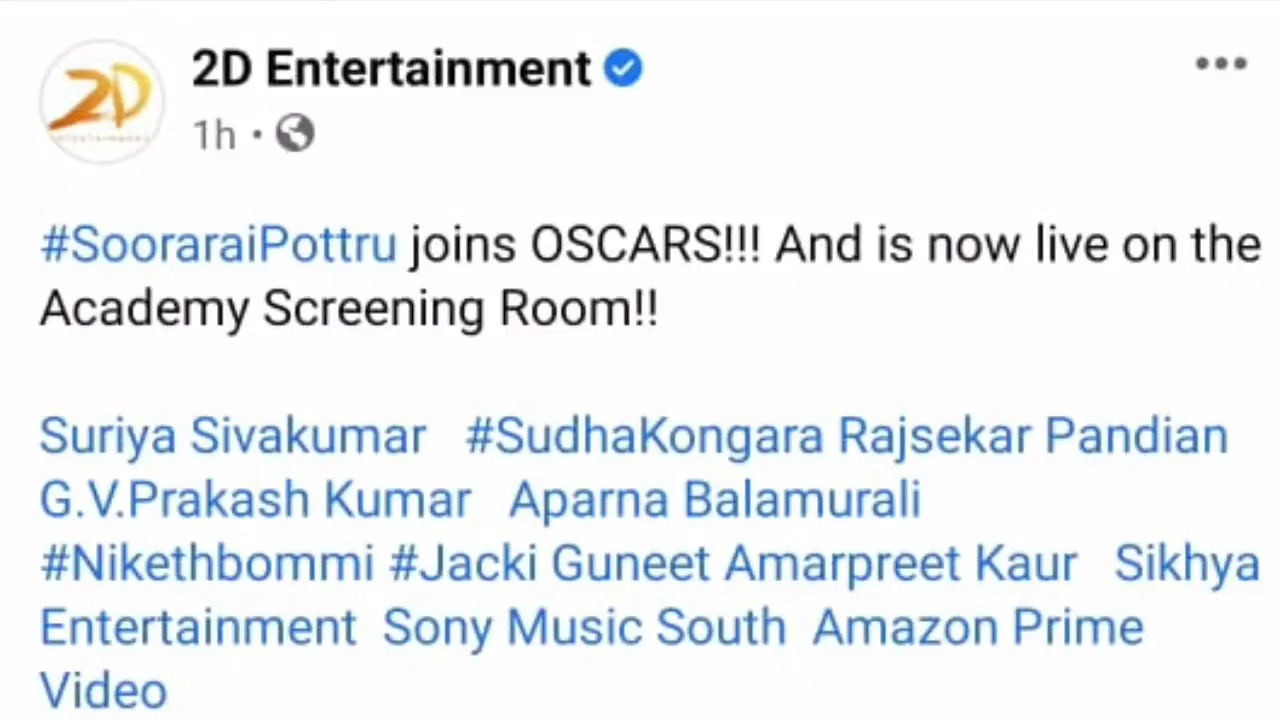 2D Entertainment
1h
#SooraraiPottru joins OSCARS!!! And is now live on the
Academy Screening Room!!
Suriya Sivakumar #SudhaKongara Rajsekar Pandian
G.V.Prakash Kumar Aparna Balamurali
#Nikethbommi #Jacki Guneet Amarpreet Kaur Sikhya
Entertainment Sony Music South Amazon Prime
Video